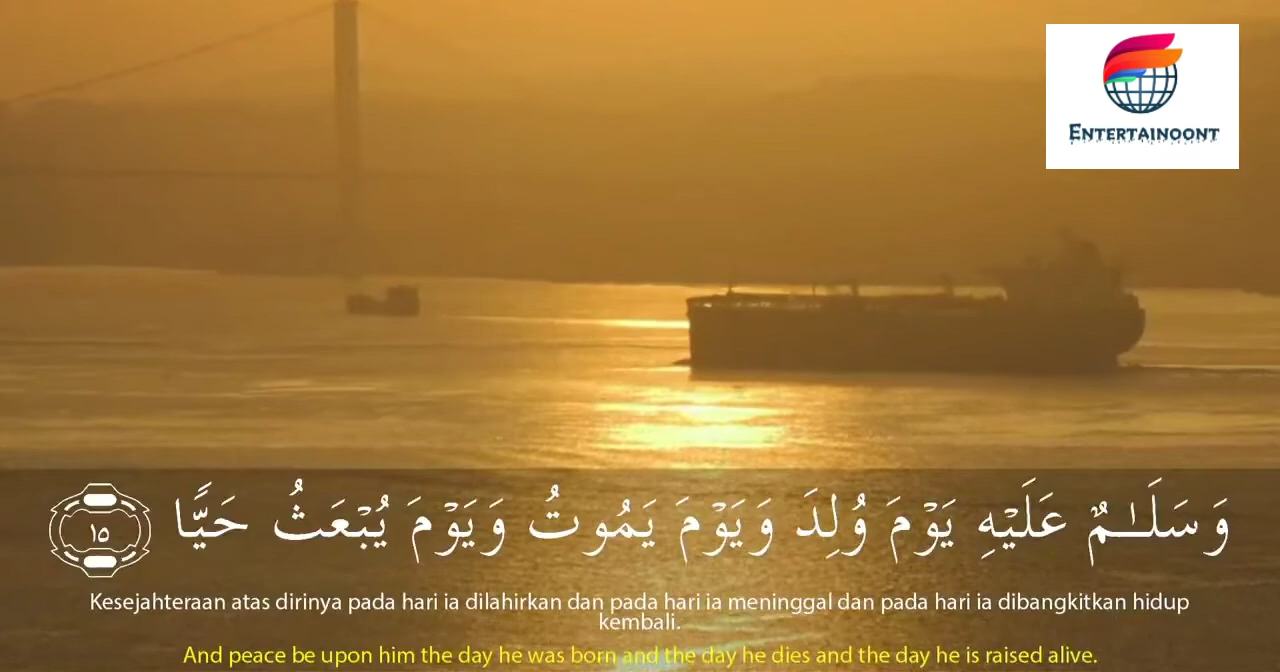 ENTERTAINOONT
وَسَلَـٰمٌ عَلَيْهِ يَوْمَ وُلِدَ وَيَوْمَ يَمُوتُ وَيَوْمَ يُبْعَثُ حَيًّا ١٥
Kesejahteraan atas dirinya pada hari ia dilahirkan dan pada hari ia meninggal dan pada hari ia dibangkitkan hidup
kembali.
And peace be upon him the day he was born and the day he dies and the day he is raised alive.